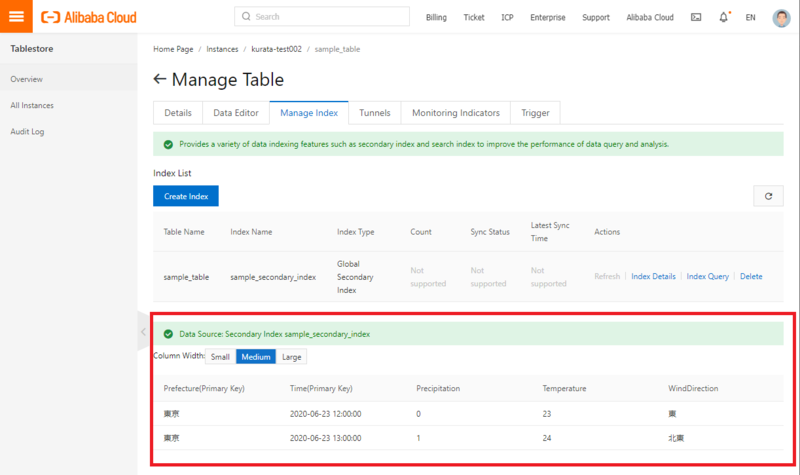 Alibaba Cloud
Search
Billing Ticket ICP Enterprise Support Alibaba Cloud EN
Tablestore
Overview
All Instances
Audit Log
Home Page / Instances / kurata-test002 / sample_table
Manage Table
Details Data Editor Manage Index Tunnels Monitoring Indicators Trigger
Provides a variety of data indexing features such as secondary index and search index to improve the performance of data query and analysis.
Index List
Create Index
Table Name Index Name Index Type Count Sync Status Latest Sync Time Actions
sample_table sample_secondary_index Global Secondary Index Not supported Not supported Not supported Refresh Index Details Index Query Delete
Data Source: Secondary Index sample_secondary_index
Column Width: Small Medium Large
Prefecture(Primary Key) Time(Primary Key) Precipitation Temperature WindDirection
東京 2020-06-23 12:00:00 0 23 東
東京 2020-06-23 13:00:00 1 24 北東